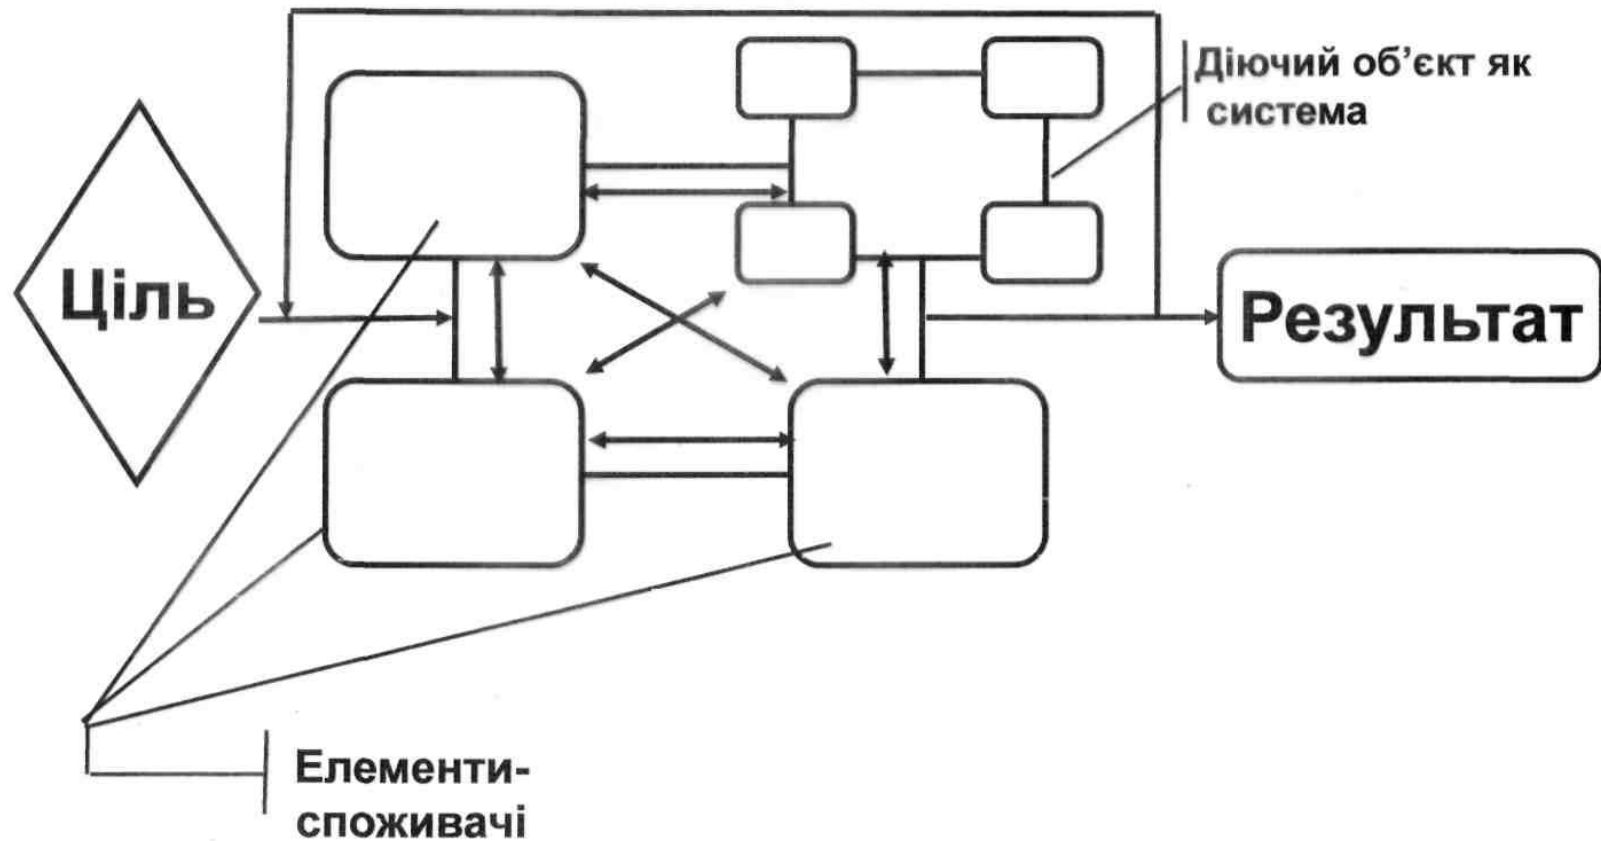 Діючий об’єкт як
система
Ціль
Результат
Елементи-
споживачі